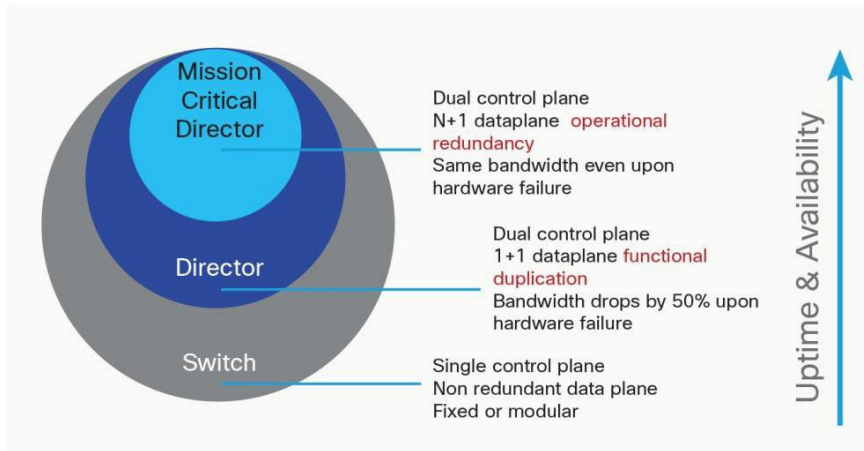 Mission
Critical
Director
Dual control plane
N+1 dataplane operational
redundancy
Same bandwidth even upon
hardware failure
Director
Dual control plane
1+1 dataplane functional
duplication
Bandwidth drops by 50% upon
hardware failure
Switch
Single control plane
Non redundant data plane
Fixed or modular
Uptime & Availability